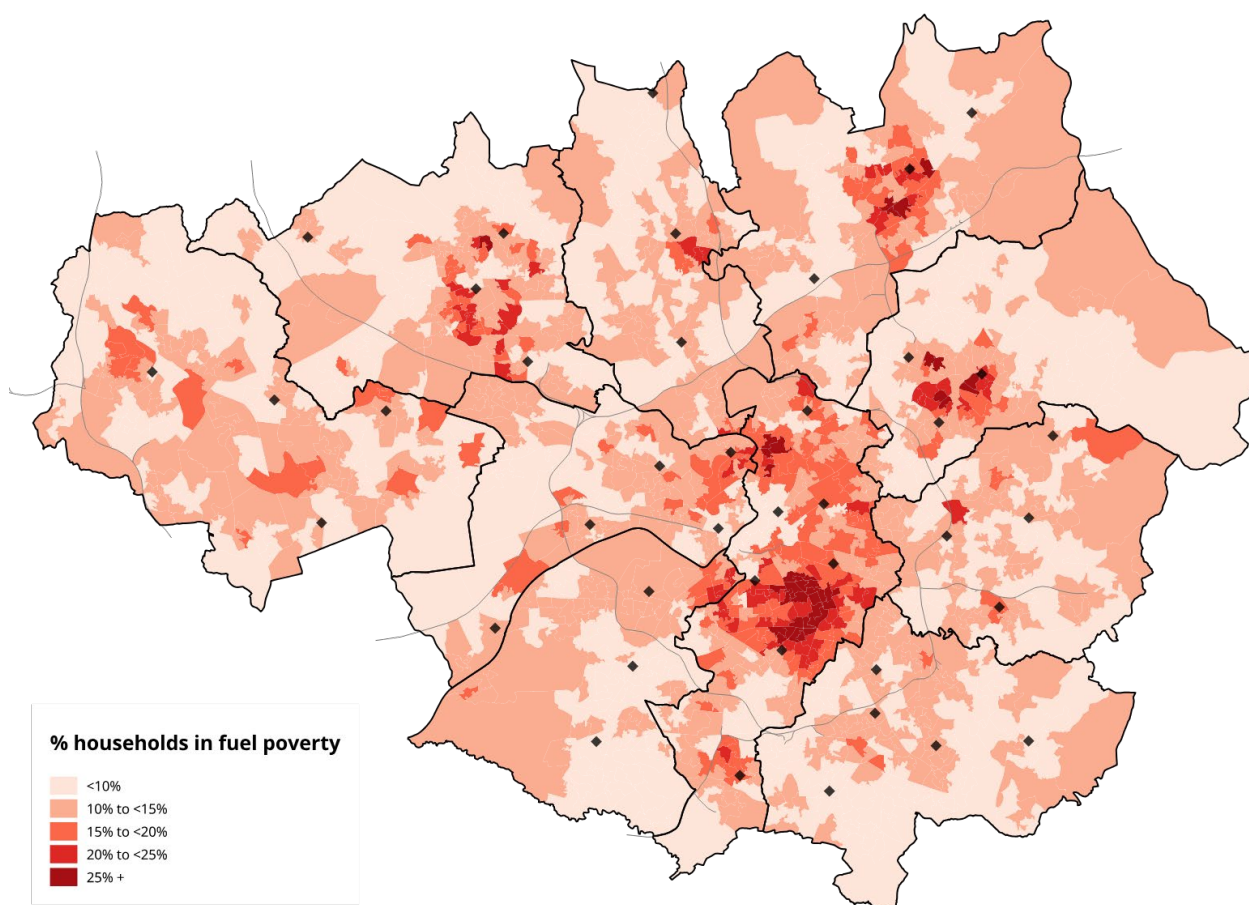 % households in fuel poverty
<10%
10% to <15%
15% to <20%
20% to <25%
25% +